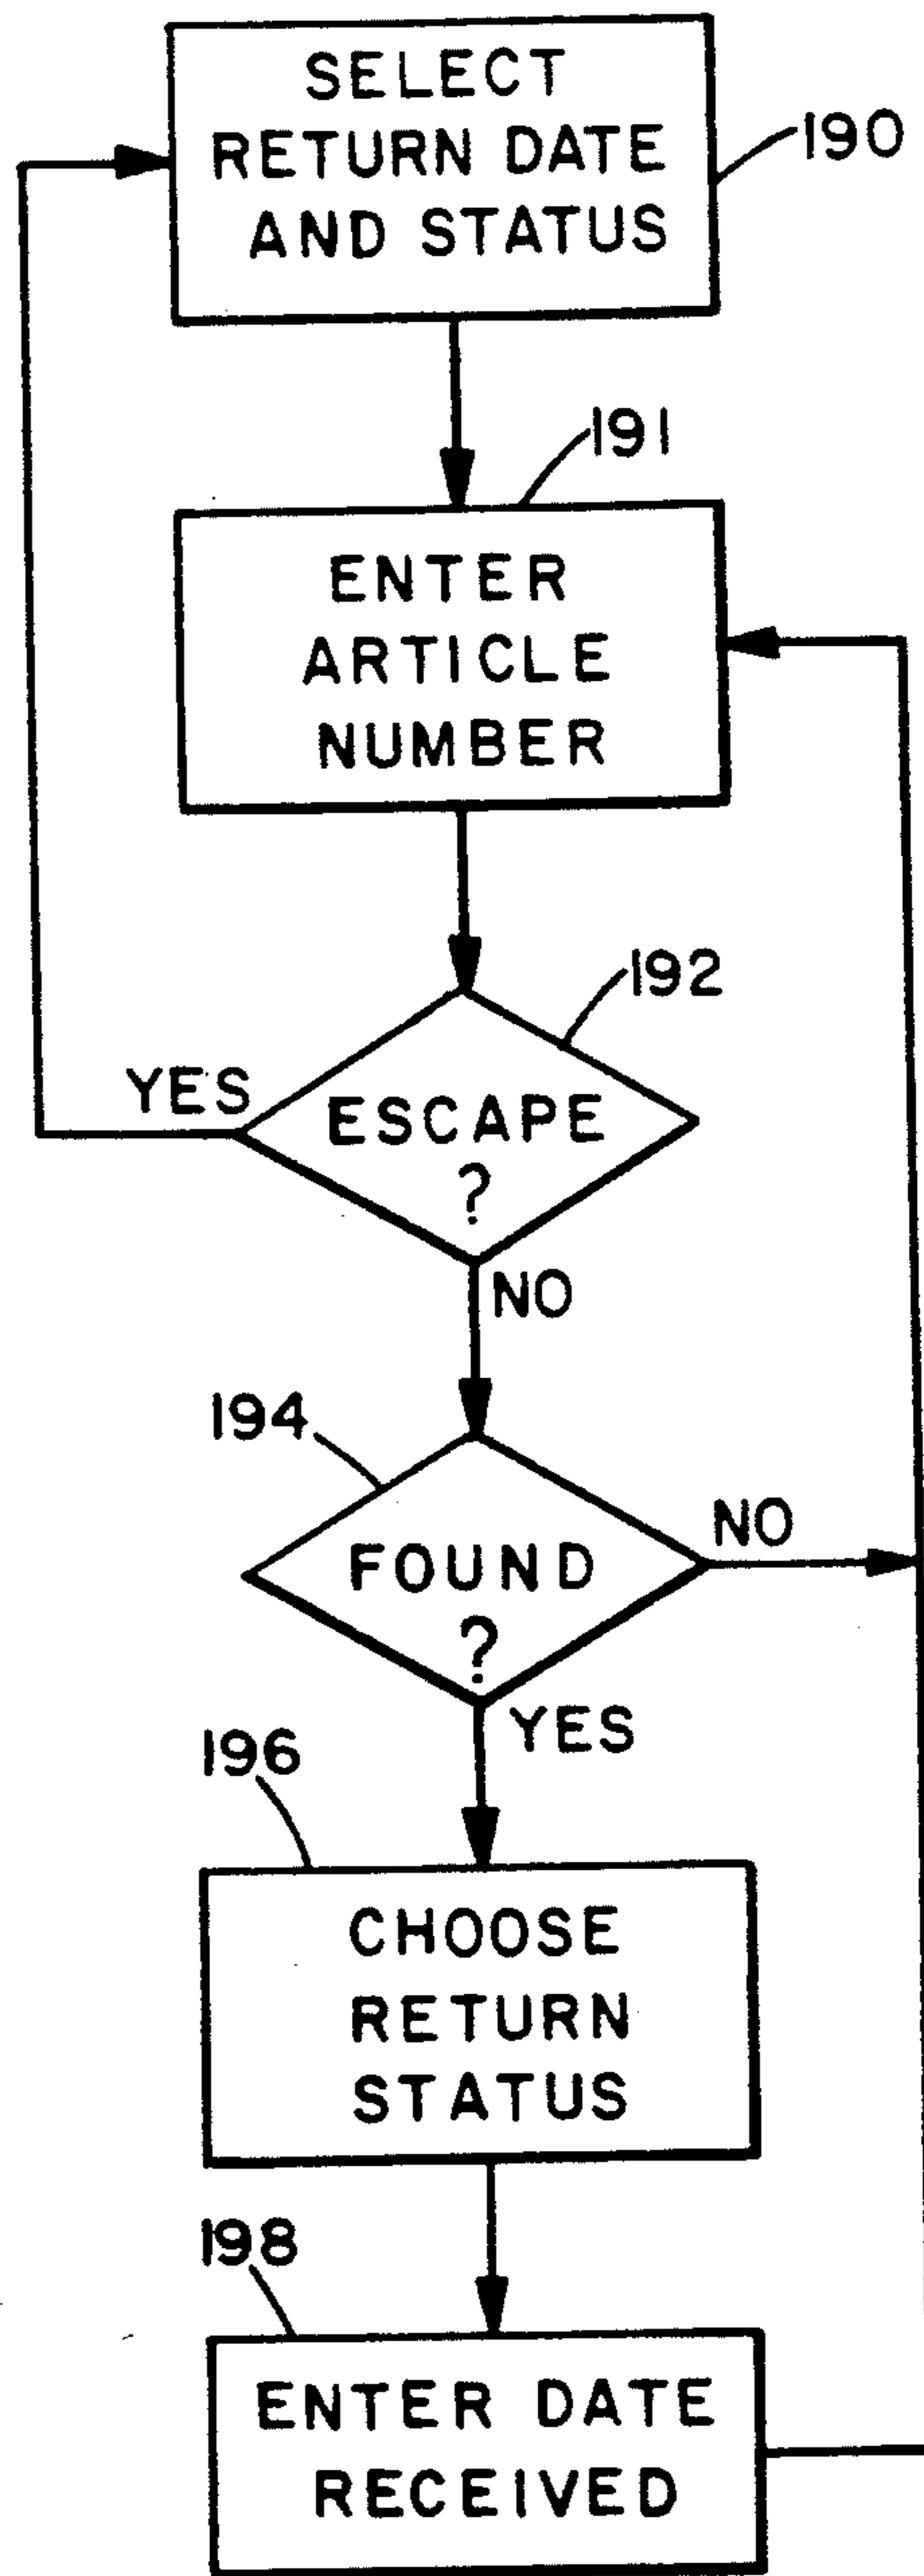 SELECT
RETURN DATE
AND STATUS
190
191
ENTER
ARTICLE
NUMBER
192
YES
ESCAPE
?
NO
194
NO
FOUND
?
YES
196
CHOOSE
RETURN
STATUS
198
ENTER DATE
RECEIVED